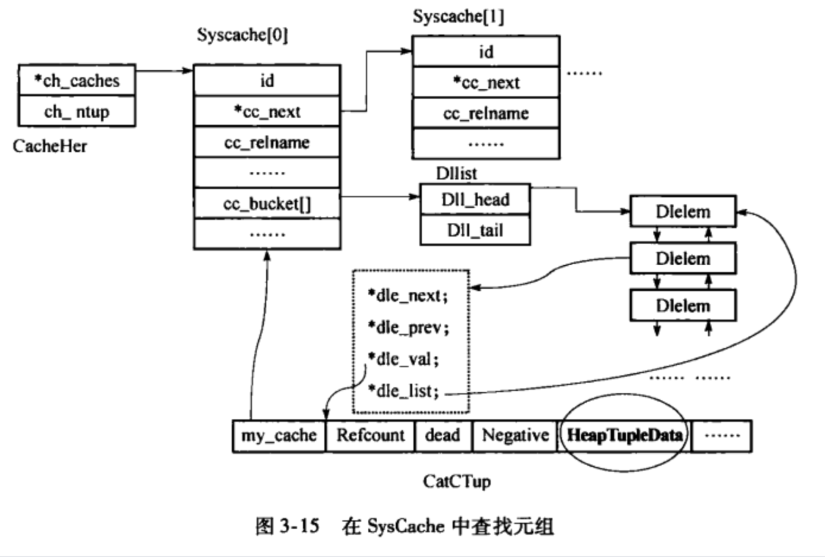 Syscache[0]
Syscache[1]
*ch_caches
ch_ ntup
CacheHer
id
*cc_next
cc_relname
……
cc_bucket[]
……
id
*cc_next
cc_relname
……
……
Dllist
Dll_head
Dll_tail
Dlelem
Dlelem
Dlelem
…… ……
*dle_next;
*dle_prev;
*dle_val;
*dle_list;
my_cache Refcount dead Negative HeapTupleData ……
CatCTup
图 3-15 在 SysCache 中查找元组